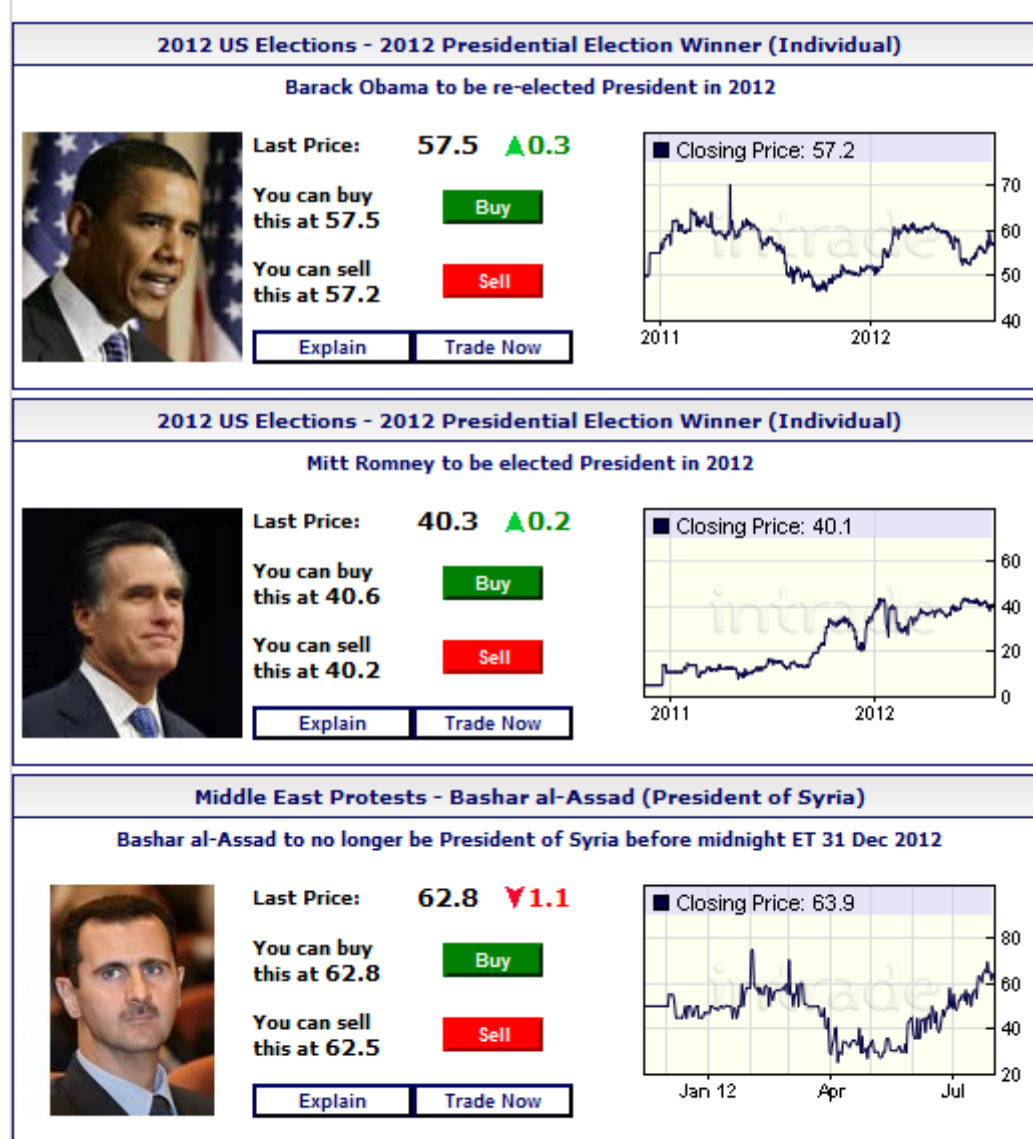 2012 US Elections - 2012 Presidential Election Winner (Individual)
Barack Obama to be re-elected President in 2012
Last Price: 57.5 ▲0.3
You can buy
this at 57.5
Buy
You can sell
this at 57.2
Sell
Explain Trade Now
Closing Price: 57.2
intrade
70
60
50
40
2011 2012
2012 US Elections - 2012 Presidential Election Winner (Individual)
Mitt Romney to be elected President in 2012
Last Price: 40.3 ▲0.2
You can buy
this at 40.6
Buy
You can sell
this at 40.2
Sell
Explain Trade Now
Closing Price: 40.1
intrade
60
40
20
0
2011 2012
Middle East Protests - Bashar al-Assad (President of Syria)
Bashar al-Assad to no longer be President of Syria before midnight ET 31 Dec 2012
Last Price: 62.8 ▼1.1
You can buy
this at 62.8
Buy
You can sell
this at 62.5
Sell
Explain Trade Now
Closing Price: 63.9
intrade
80
60
40
20
Jan 12 Apr Jul